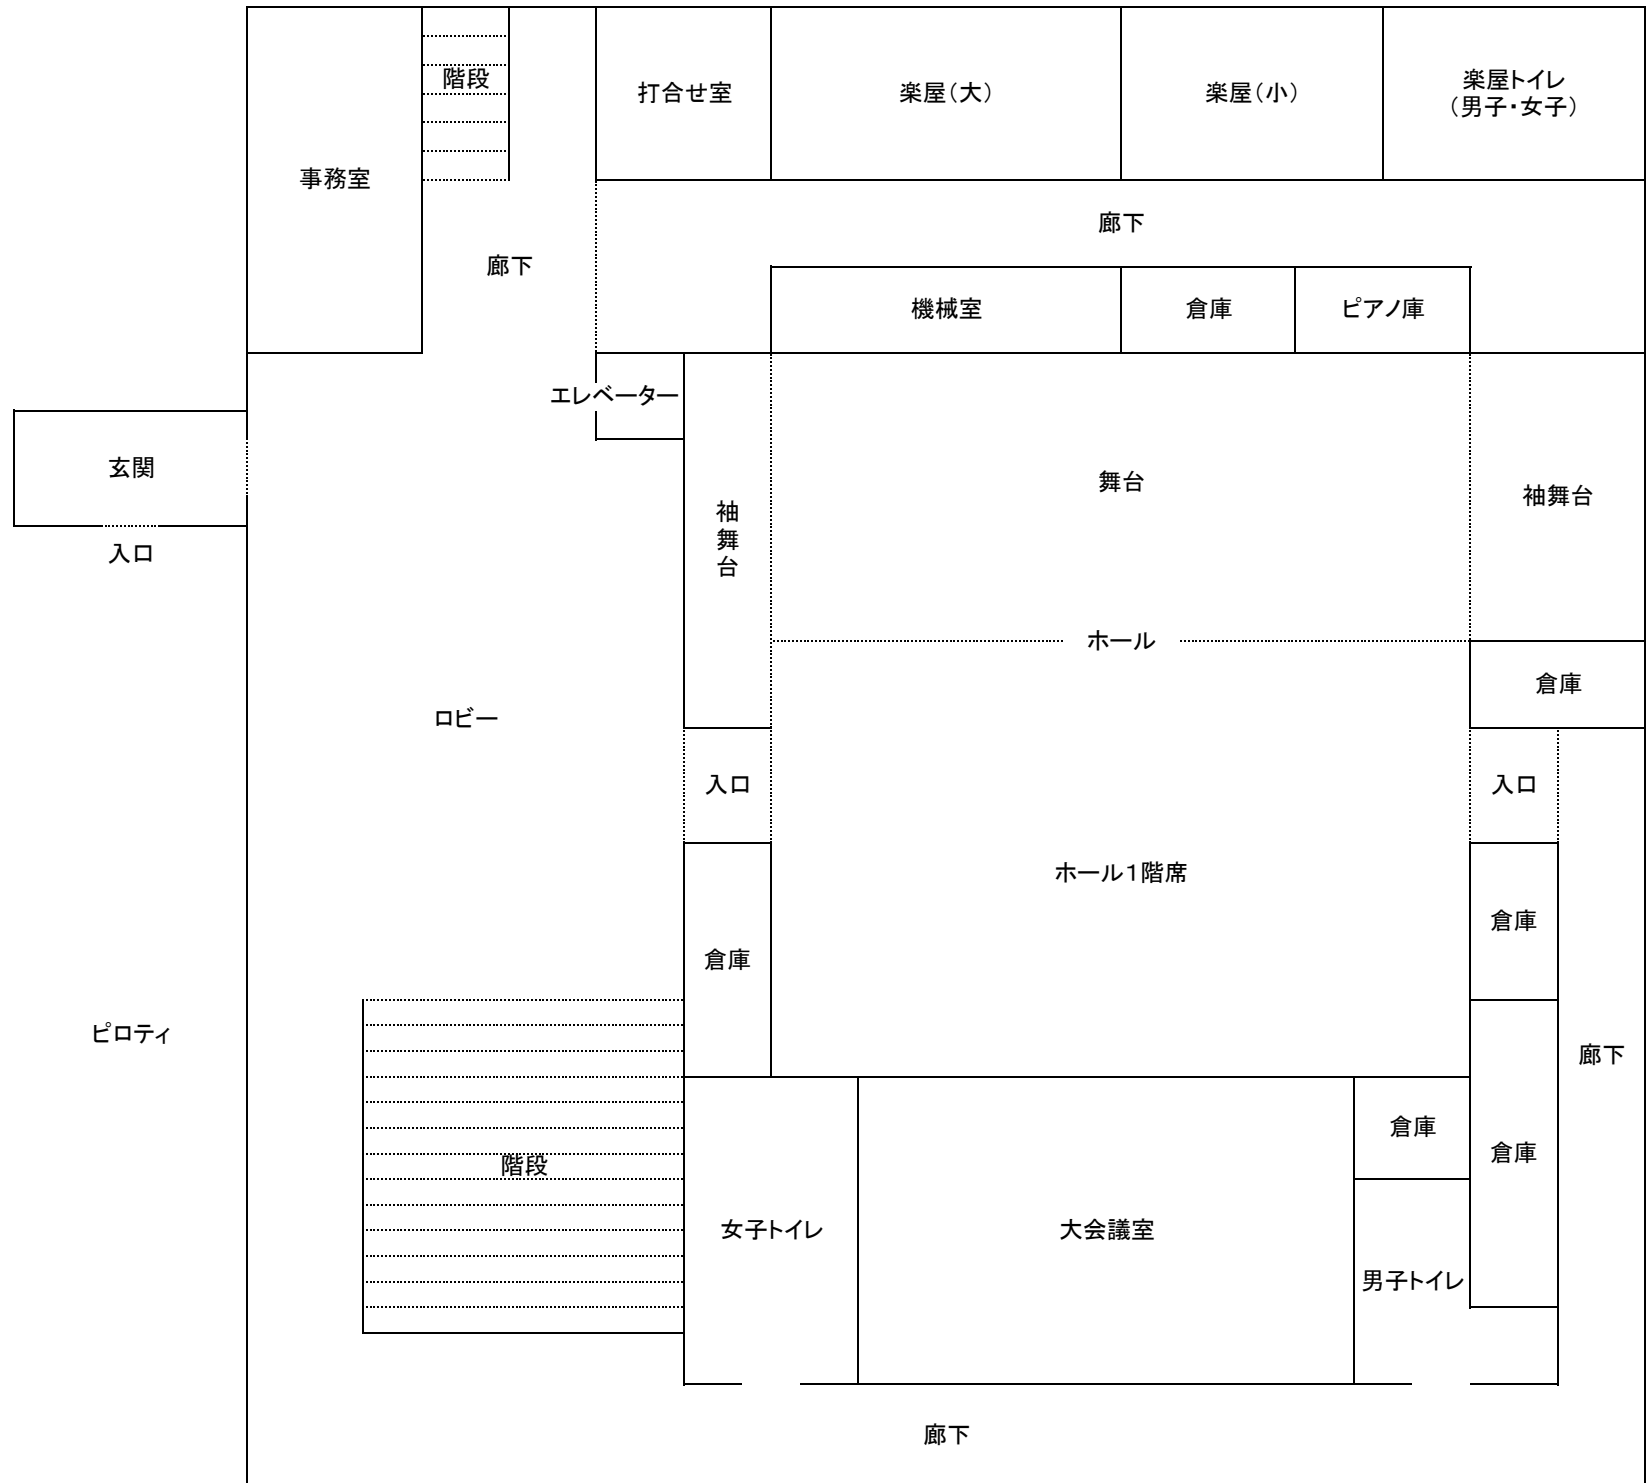 階段
打合せ室
楽屋（大）
楽屋（小）
楽屋トイレ
（男子・女子）
事務室
廊下
廊下
機械室
倉庫
ピアノ庫
エレベーター
玄関
舞台
袖舞台
袖
舞
台
入口
ホール
倉庫
ロビー
入口
入口
ホール１階席
倉庫
倉庫
ピロティ
廊下
倉庫
倉庫
階段
女子トイレ
大会議室
男子トイレ
廊下